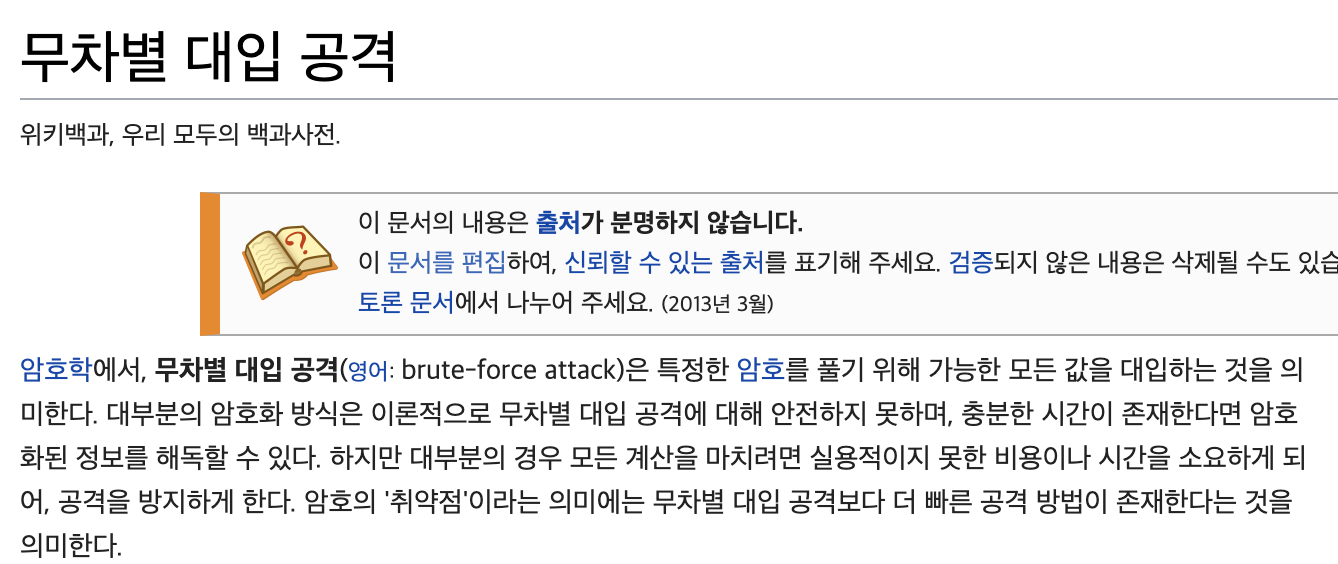 무차별 대입 공격
위키백과, 우리 모두의 백과사전.
이 문서의 내용은 출처가 분명하지 않습니다.
이 문서를 편집하여, 신뢰할 수 있는 출처를 표기해 주세요. 검증되지 않은 내용은 삭제될 수도 있습
토론 문서에서 나누어 주세요. (2013년 3월)
암호학에서, 무차별 대입 공격(영어: brute-force attack)은 특정한 암호를 풀기 위해 가능한 모든 값을 대입하는 것을 의
미한다. 대부분의 암호화 방식은 이론적으로 무차별 대입 공격에 대해 안전하지 못하며, 충분한 시간이 존재한다면 암호
화된 정보를 해독할 수 있다. 하지만 대부분의 경우 모든 계산을 마치려면 실용적이지 못한 비용이나 시간을 소요하게 되
어, 공격을 방지하게 한다. 암호의 '취약점'이라는 의미에는 무차별 대입 공격보다 더 빠른 공격 방법이 존재한다는 것을
의미한다.